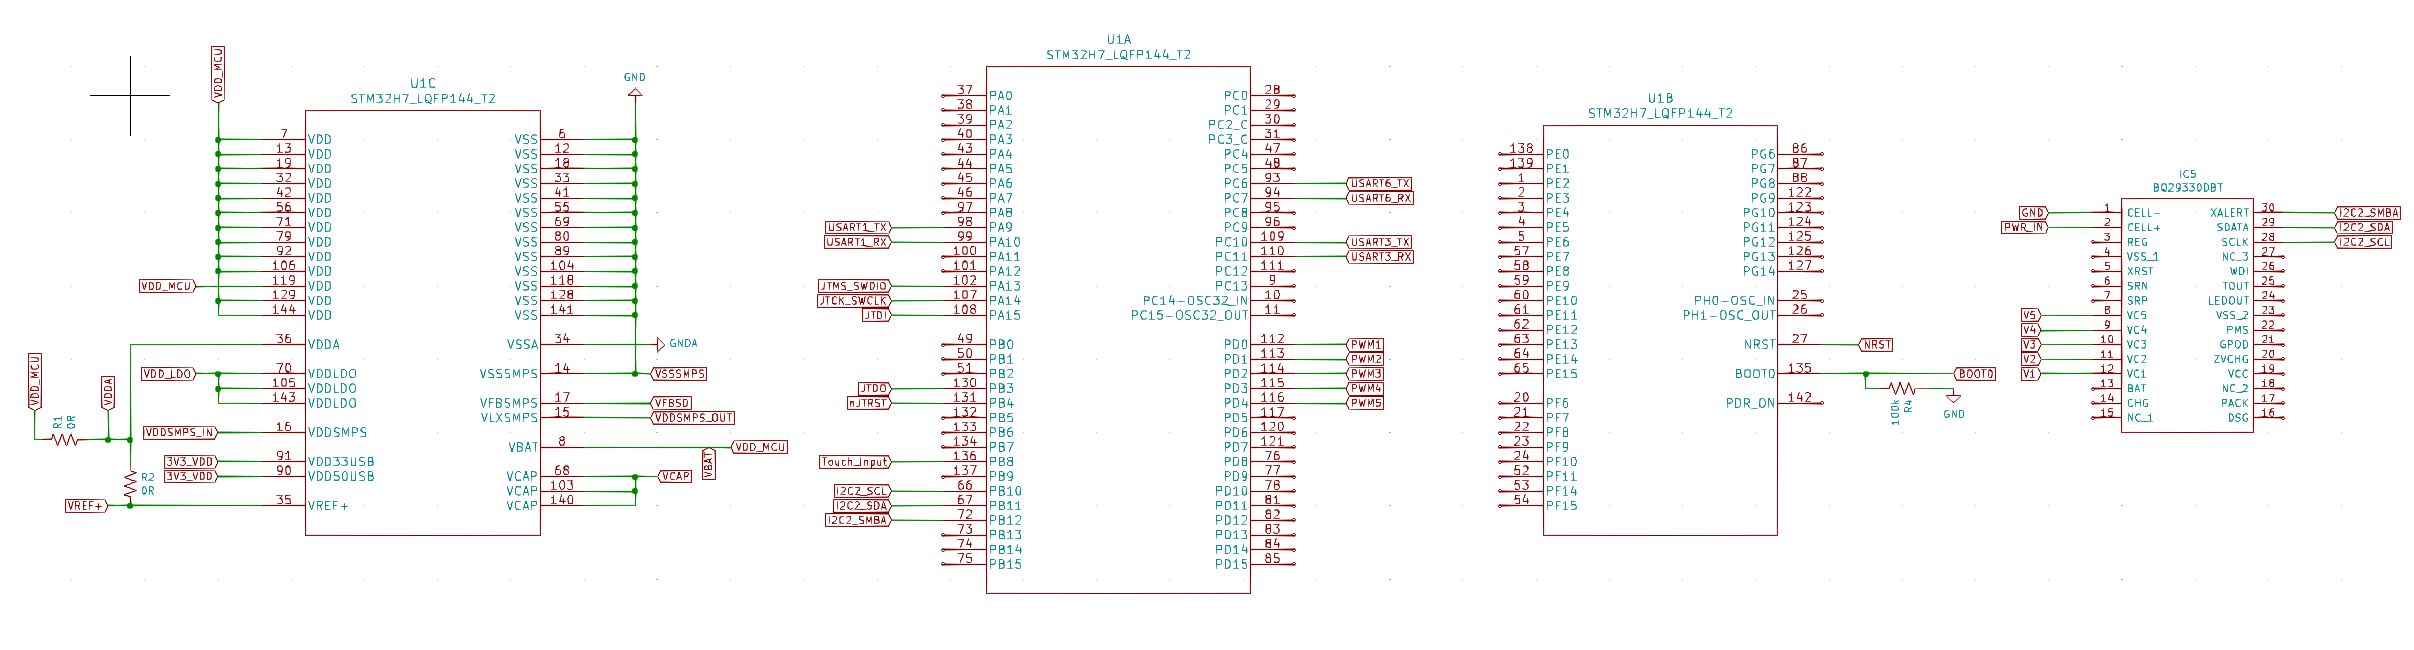 VDD_MCU
U1C
STM32H7_LQFP144_T2
GND
7 VDD VSS 6
13 VDD VSS 12
19 VDD VSS 18
32 VDD VSS 33
42 VDD VSS 41
56 VDD VSS 55
71 VDD VSS 69
79 VDD VSS 80
92 VDD VSS 89
106 VDD VSS 104
VDD_MCU 119 VDD VSS 118
129 VDD VSS 128
144 VDD VSS 141
36 VDDA VSSA 34 GNDA
VDD_LDO 70 VDDLDO VSSSMPS 14 VSSSMPS
105 VDDLDO
143 VDDLDO VFBSMPS 17 VFBSD
VLXSMPS 15 VDDSMPS_OUT
VDDSMPS_IN 16 VDDSMPS
VBAT 8 VDD_MCU
VBAT
3V3_VDD 91 VDD33USB
3V3_VDD 90 VDD50USB VCAP 68 VCAP
VCAP 103
VREF+ 35 VREF+ VCAP 140
VDD_MCU
VDDA
R1
0R
R2
0R
U1A
STM32H7_LQFP144_T2
37 PA0 PC0 28
38 PA1 PC1 29
39 PA2 PC2_C 30
40 PA3 PC3_C 31
43 PA4 PC4 47
44 PA5 PC5 48
45 PA6 PC6 93 USART6_TX
46 PA7 PC7 94 USART6_RX
97 PA8 PC8 95
USART1_TX 98 PA9 PC9 96
USART1_RX 99 PA10 PC10 109 USART3_TX
100 PA11 PC11 110 USART3_RX
101 PA12 PC12 111
JTMS_SWDIO 102 PA13 PC13 9
JTCK_SWCLK 107 PA14 PC14-OSC32_IN 10
JTDI 108 PA15 PC15-OSC32_OUT 11
49 PB0 PD0 112 PWM1
50 PB1 PD1 113 PWM2
51 PB2 PD2 114 PWM3
JTDO 130 PB3 PD3 115 PWM4
nJTRST 131 PB4 PD4 116 PWM5
132 PB5 PD5 117
133 PB6 PD6 120
134 PB7 PD7 121
Touch_Input 136 PB8 PD8 76
137 PB9 PD9 77
I2C2_SCL 66 PB10 PD10 78
I2C2_SDA 67 PB11 PD11 81
I2C2_SMBA 72 PB12 PD12 82
73 PB13 PD13 83
74 PB14 PD14 84
75 PB15 PD15 85
U1B
STM32H7_LQFP144_T2
138 PE0 PG6 86
139 PE1 PG7 87
1 PE2 PG8 88
2 PE3 PG9 122
3 PE4 PG10 123
4 PE5 PG11 124
5 PE6 PG12 125
57 PE7 PG13 126
58 PE8 PG14 127
59 PE9
60 PE10 PH0-OSC_IN 25
61 PE11 PH1-OSC_OUT 26
62 PE12
63 PE13 NRST 27 NRST
64 PE14
65 PE15 BOOT0 135 BOOT0
20 PF6 PDR_ON 142
21 PF7
22 PF8
23 PF9
24 PF10
52 PF11
53 PF14
54 PF15
100k
R4
GND
IC5
BQ29330DBT
GND 1 CELL- XALERT 30 I2C2_SMBA
PWR_IN 2 CELL+ SDATA 29 I2C2_SDA
3 REG SCLK 28 I2C2_SCL
4 VSS_1 NC_3 27
5 XRST WDI 26
6 SRN TOUT 25
7 SRP LEDOUT 24
V5 8 VC5 VSS_2 23
V4 9 VC4 PMS 22
V3 10 VC3 GPOD 21
V2 11 VC2 ZVCHG 20
V1 12 VC1 VCC 19
13 BAT NC_2 18
14 CHG PACK 17
15 NC_1 DSG 16